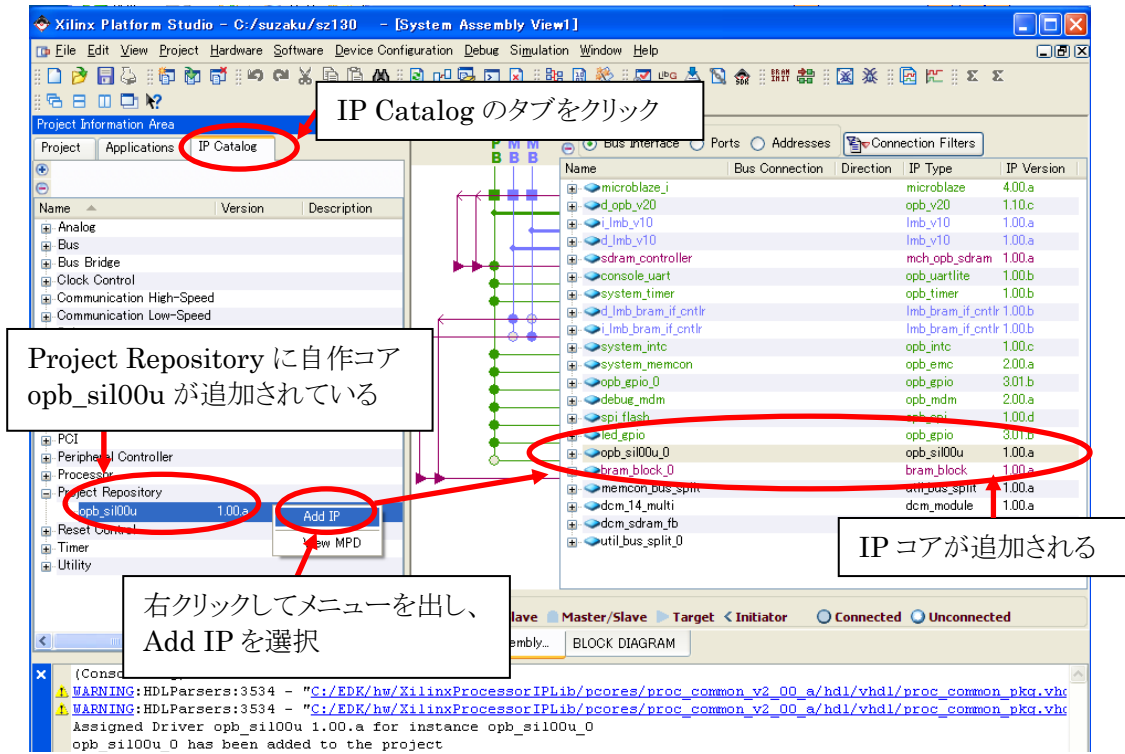 Xilinx Platform Studio - C:/suzaku/sz130 - [System Assembly View1]
File Edit View Project Hardware Software Device Configuration Debug Simulation Window Help
IP Catalog のタブをクリック
Project Information Area
Project Applications IP Catalog
Bus Interface Ports Addresses Connection Filters
P M M
B B B
Name Version Description
Analog
Bus
Bus Bridge
Clock Control
Communication High-Speed
Communication Low-Speed
Project Repository に自作コア
opb_sil00u が追加されている
PCI
Peripheral Controller
Processor
Project Repository
opb_sil00u 1.00.a
Reset Control
Timer
Utility
Add IP
View MPD
右クリックしてメニューを出し、
Add IP を選択
Name Bus Connection Direction IP Type IP Version
microblaze_i microblaze 4.00.a
d_opb_v20 opb_v20 1.10.c
i_lmb_v10 lmb_v10 1.00.a
d_lmb_v10 lmb_v10 1.00.a
sdram_controller mch_opb_sdram 1.00.a
console_uart opb_uartlite 1.00.b
system_timer opb_timer 1.00.b
d_lmb_bram_if_cntlr lmb_bram_if_cntlr 1.00.b
i_lmb_bram_if_cntlr lmb_bram_if_cntlr 1.00.b
system_intc opb_intc 1.00.c
system_memcon opb_emc 2.00.a
opb_gpio_0 opb_gpio 3.01.b
debug_mdm opb_mdm 2.00.a
spi_flash opb_spi 1.00.d
led_gpio opb_gpio 3.01.b
opb_sil00u_0 opb_sil00u 1.00.a
bram_block_0 bram_block 1.00.a
memcon_bus_split util_bus_split 1.00.a
dcm_14_multi dcm_module 1.00.a
dcm_sdram_fb
util_bus_split_0
IP コアが追加される
lave Master/Slave Target Initiator Connected Unconnected
embly... BLOCK DIAGRAM
WARNING:HDLParsers:3534 - "C:/EDK/hw/XilinxProcessorIPLib/pcores/proc_common_v2_00_a/hdl/vhdl/proc_common_pkg.vhd
WARNING:HDLParsers:3534 - "C:/EDK/hw/XilinxProcessorIPLib/pcores/proc_common_v2_00_a/hdl/vhdl/proc_common_pkg.vhd
Assigned Driver opb_sil00u 1.00.a for instance opb_sil00u_0
opb_sil00u_0 has been added to the project